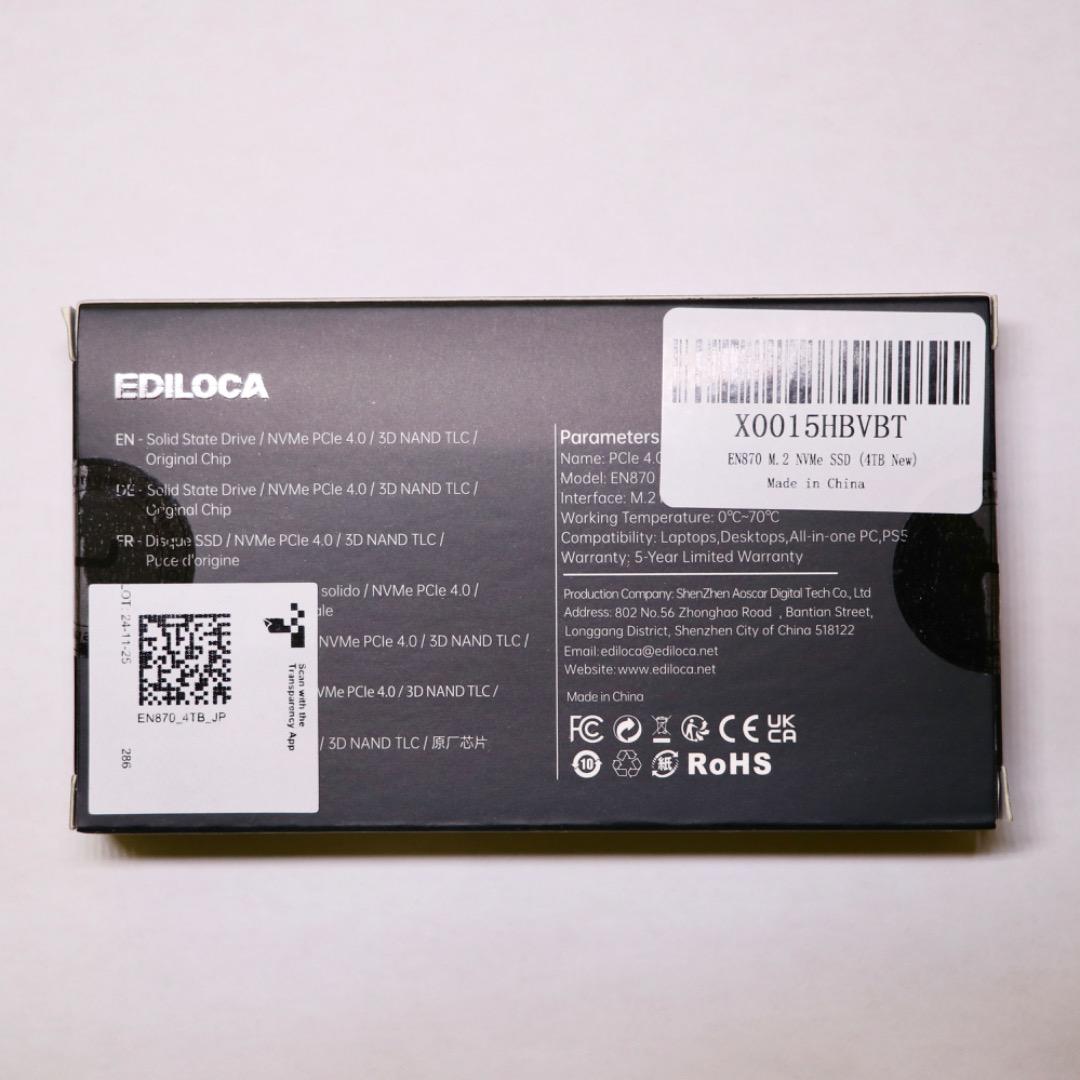 EDILOCA
EN - Solid State Drive / NVMe PCIe 4.0 / 3D NAND TLC /
Original Chip
DE - Solid State Drive / NVMe PCIe 4.0 / 3D NAND TLC /
Original Chip
FR - Disque SSD / NVMe PCIe 4.0 / 3D NAND TLC /
Puce d'origine
solido / NVMe PCIe 4.0 /
ale
NVMe PCIe 4.0 / 3D NAND TLC /
VMe PCIe 4.0 / 3D NAND TLC /
/ 3D NAND TLC / 原厂芯片
LOT: 24-11-25
EN870_4TB_JP
286
Scan with the
Transparency App
X0015HBVBT
EN870 M.2 NVMe SSD (4TB New)
Made in China
Parameters
Name: PCIe 4.0
Model: EN870
Interface: M.2
Working Temperature: 0℃~70℃
Compatibility: Laptops,Desktops,All-in-one PC,PS5
Warranty: 5-Year Limited Warranty
Production Company: ShenZhen Aoscar Digital Tech Co., Ltd
Address: 802 No.56 Zhonghao Road , Bantian Street,
Longgang District, Shenzhen City of China 518122
Email: ediloca@ediloca.net
Website: www.ediloca.net
Made in China
FC CE UK CA
10 紙 RoHS